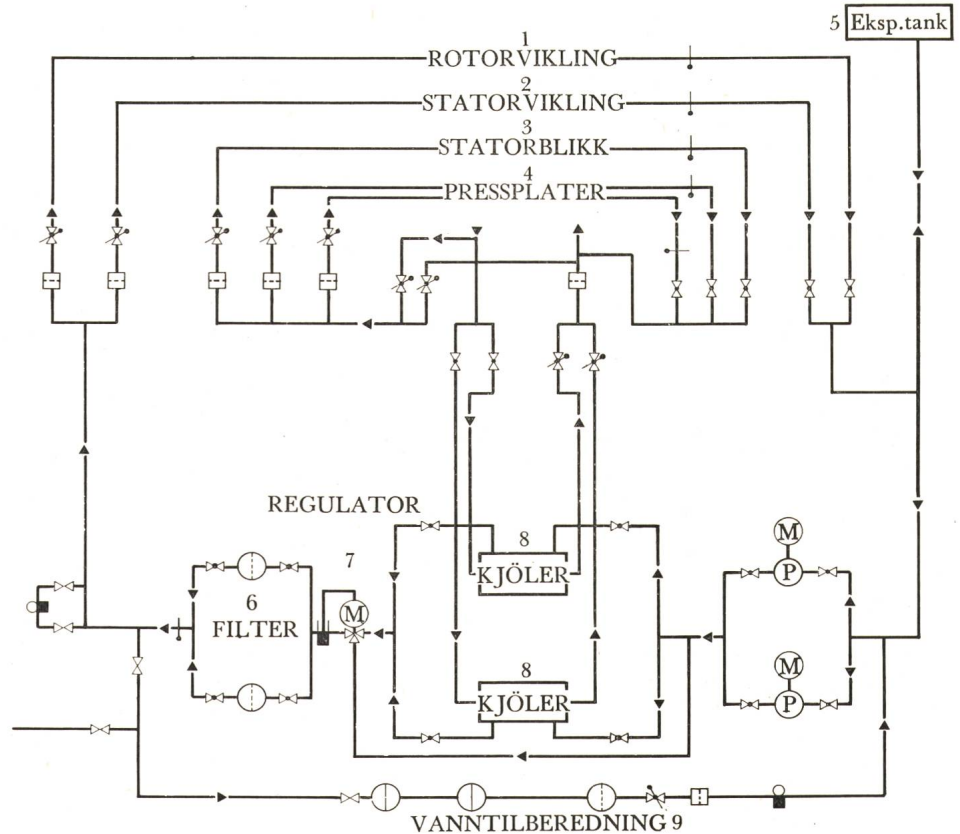 5 Eksp.tank
1
ROTORVIKLING
2
STATORVIKLING
3
STATORBLIKK
4
PRESSPLATER
REGULATOR
7
M
6
FILTER
8
KJÖLER
8
KJÖLER
M
P
M
P
VANNTILBEREDNING 9